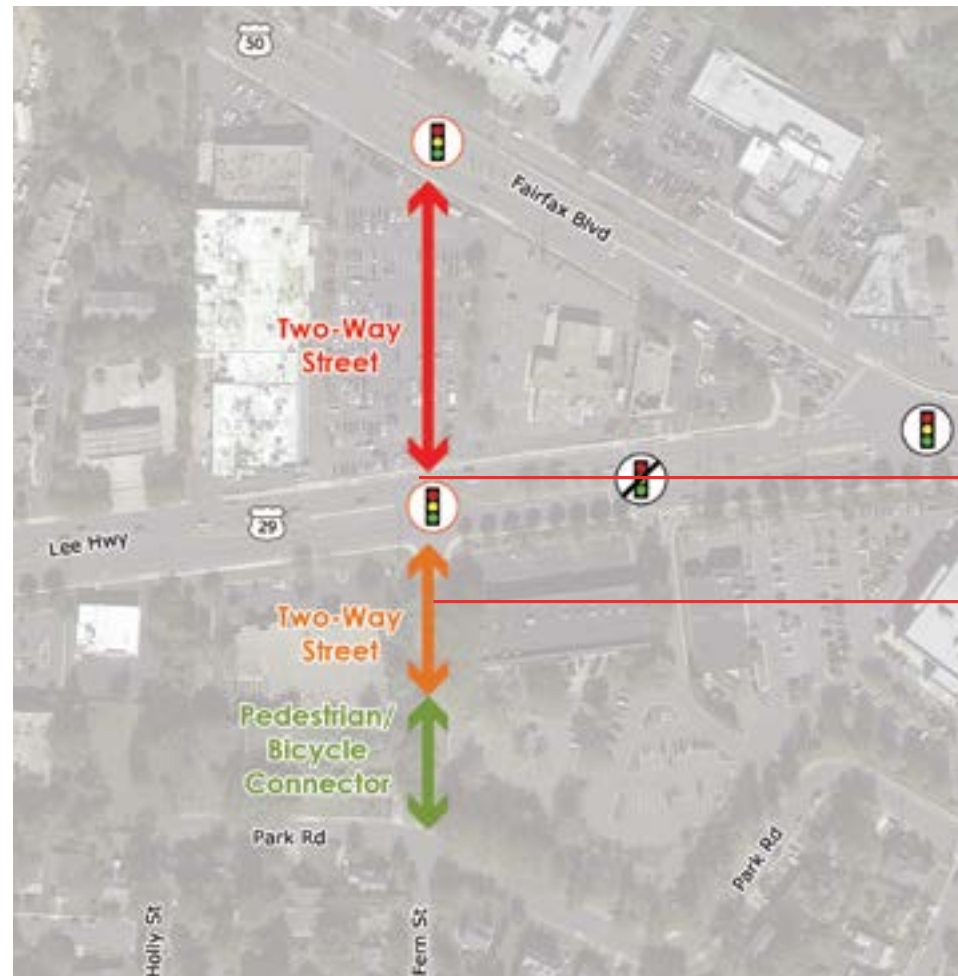 50
Fairfax Blvd
Two-Way
Street
29
Lee Hwy
Two-Way
Street
Pedestrian/
Bicycle
Connector
Park Rd
Park Rd
Holly St
Fern St